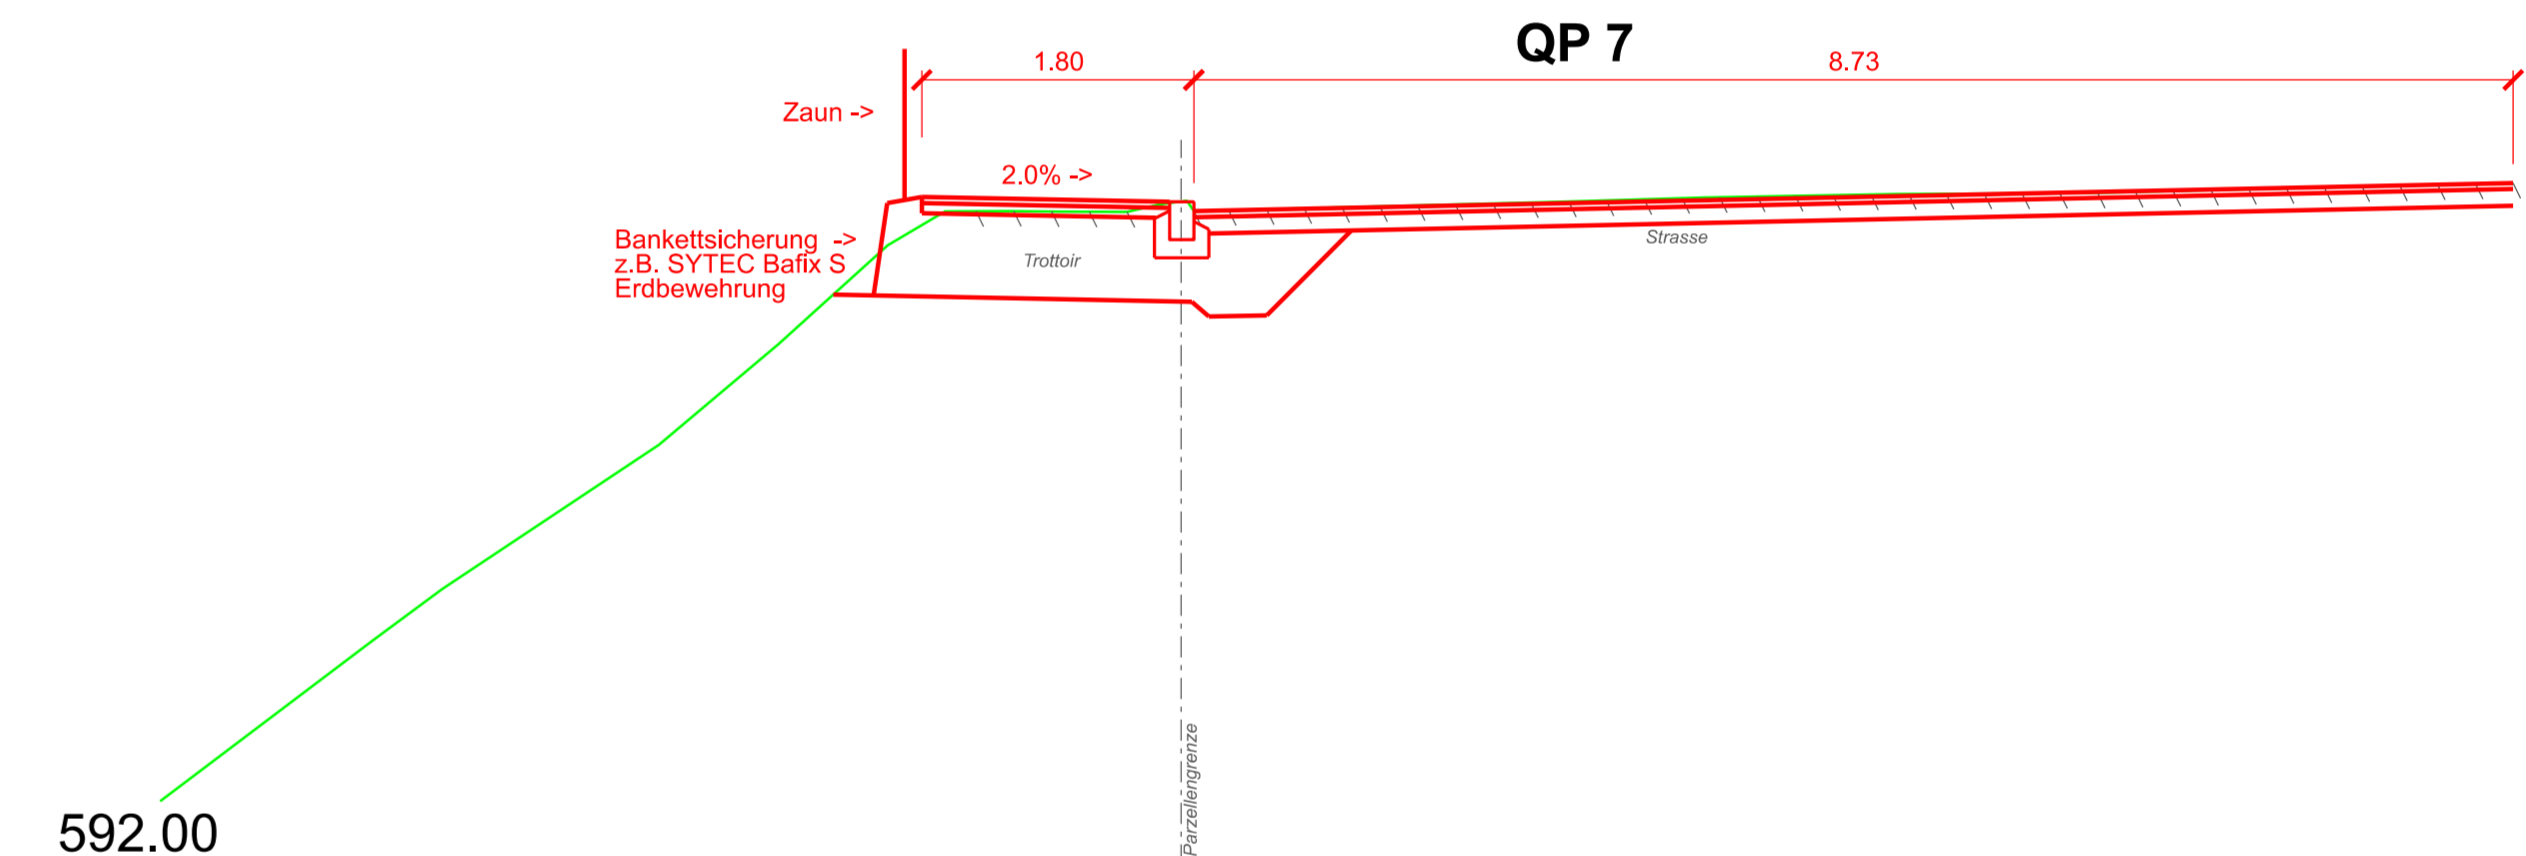 QP 7
1.80
8.73
Zaun ->
2.0% ->
Bankettsicherung ->
z.B. SYTEC Bafix S
Erdbewehrung
Trottoir
Strasse
Parzellengrenze
592.00